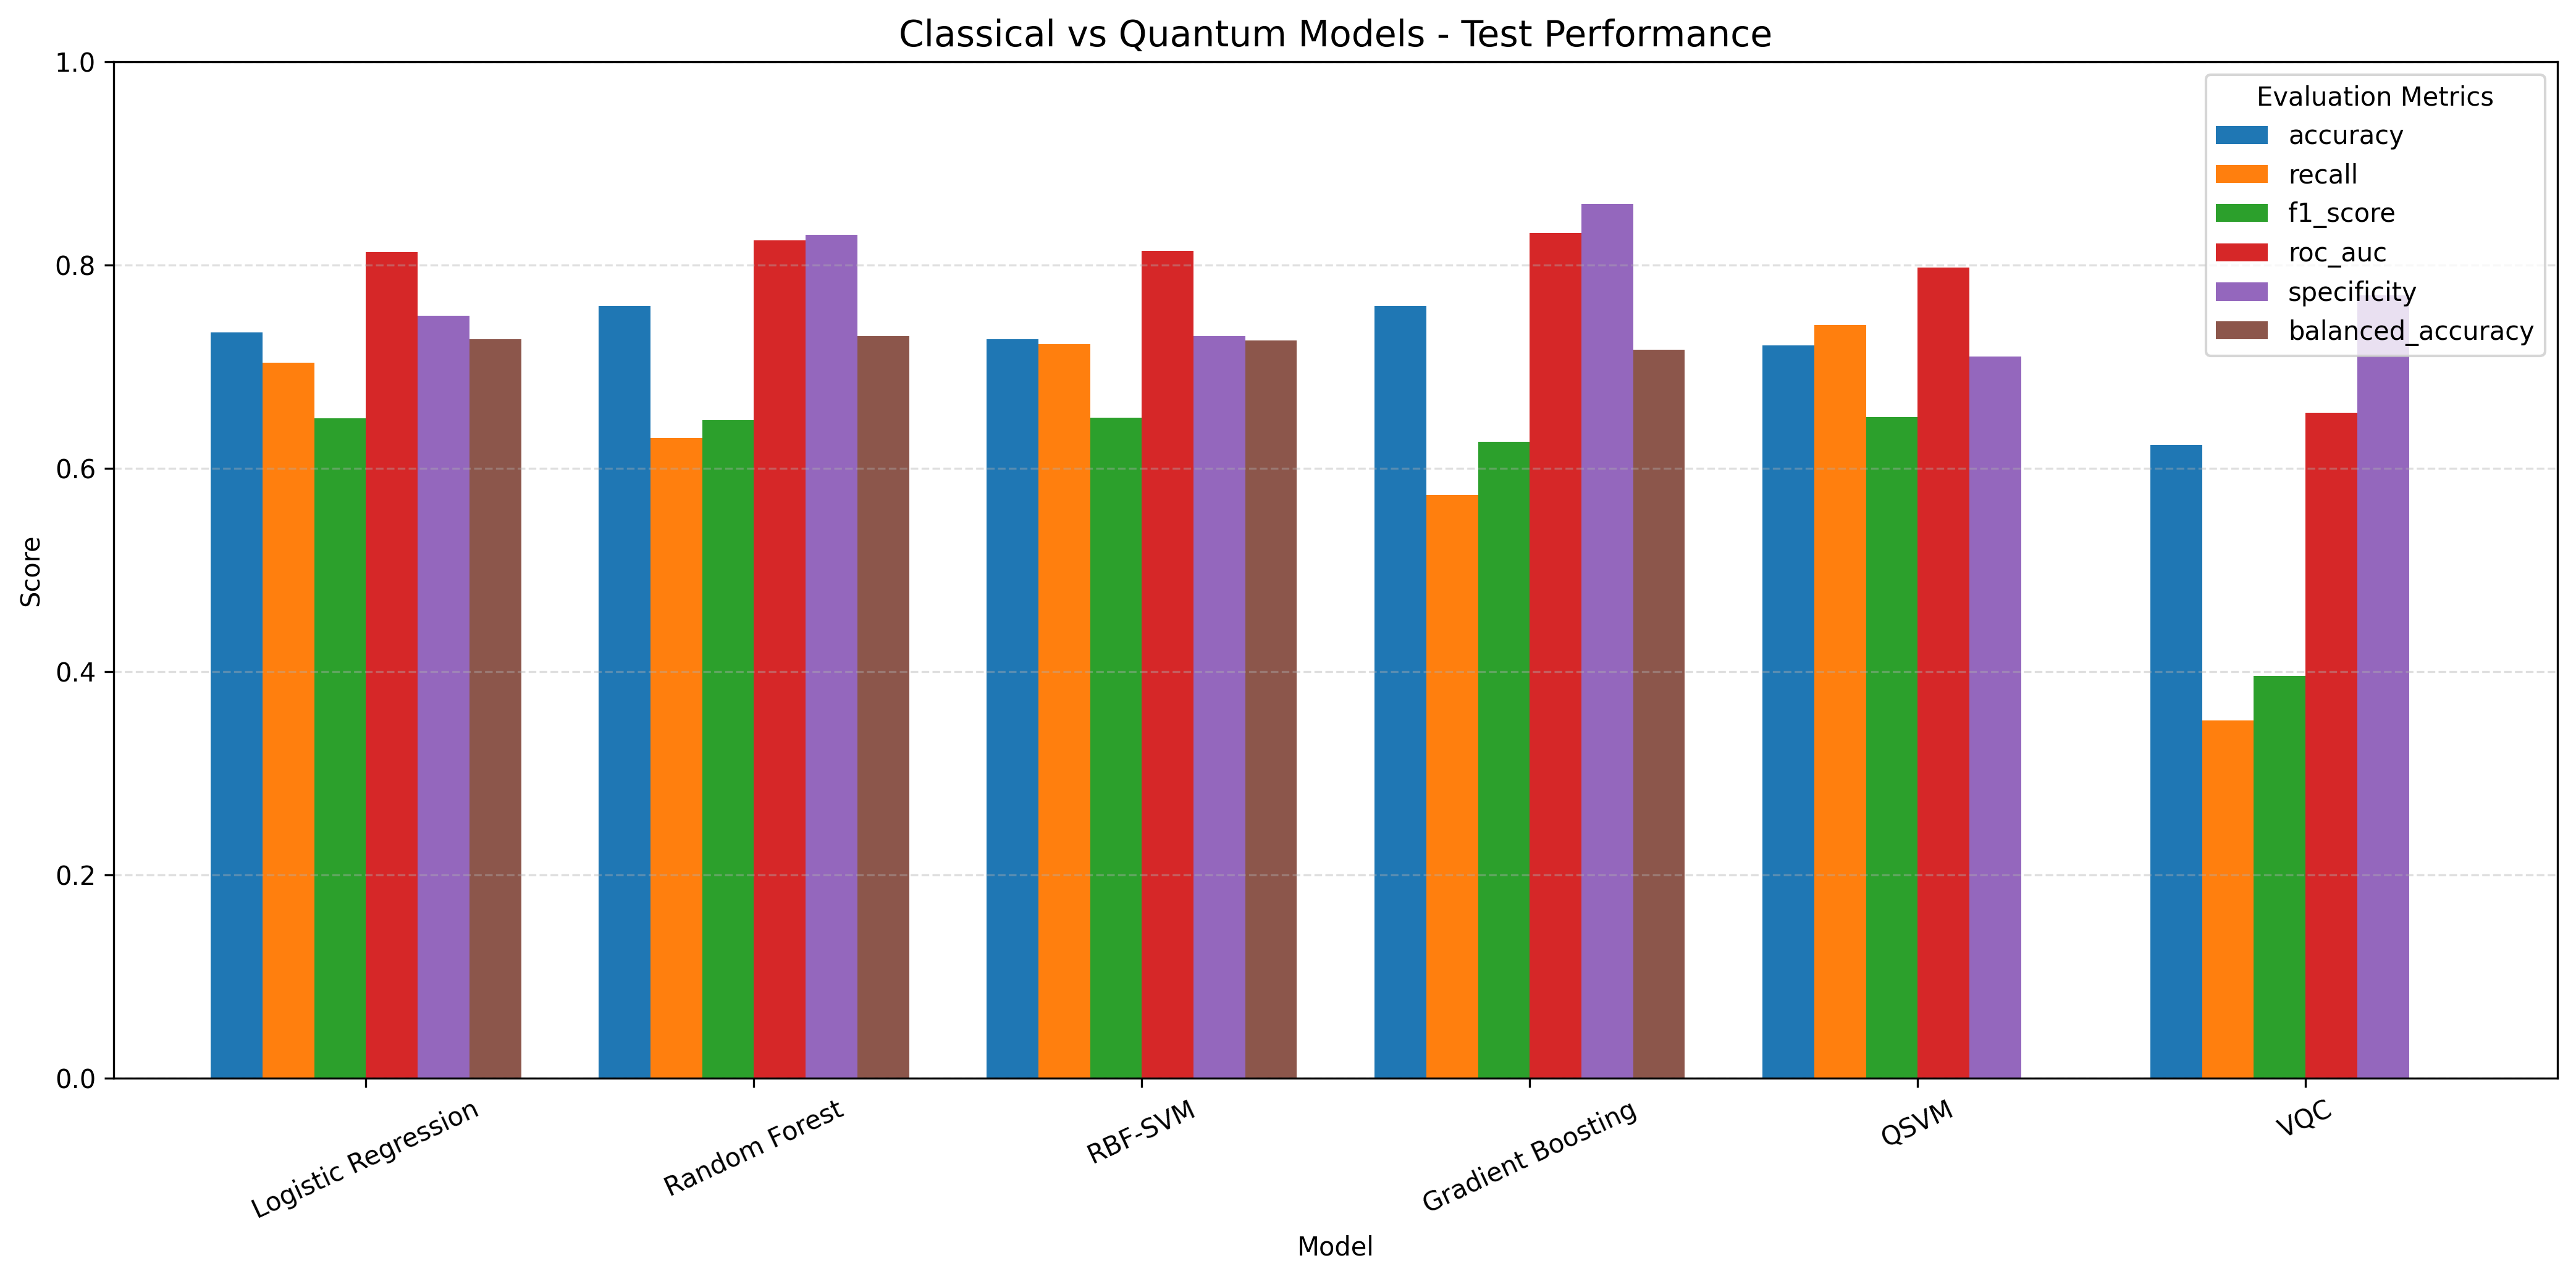 Classical vs Quantum Models - Test Performance
Evaluation Metrics
accuracy
recall
f1_score
roc_auc
specificity
balanced_accuracy
1.0
0.8
0.6
0.4
0.2
0.0
Score
Logistic Regression
Random Forest
RBF-SVM
Gradient Boosting
QSVM
VQC
Model